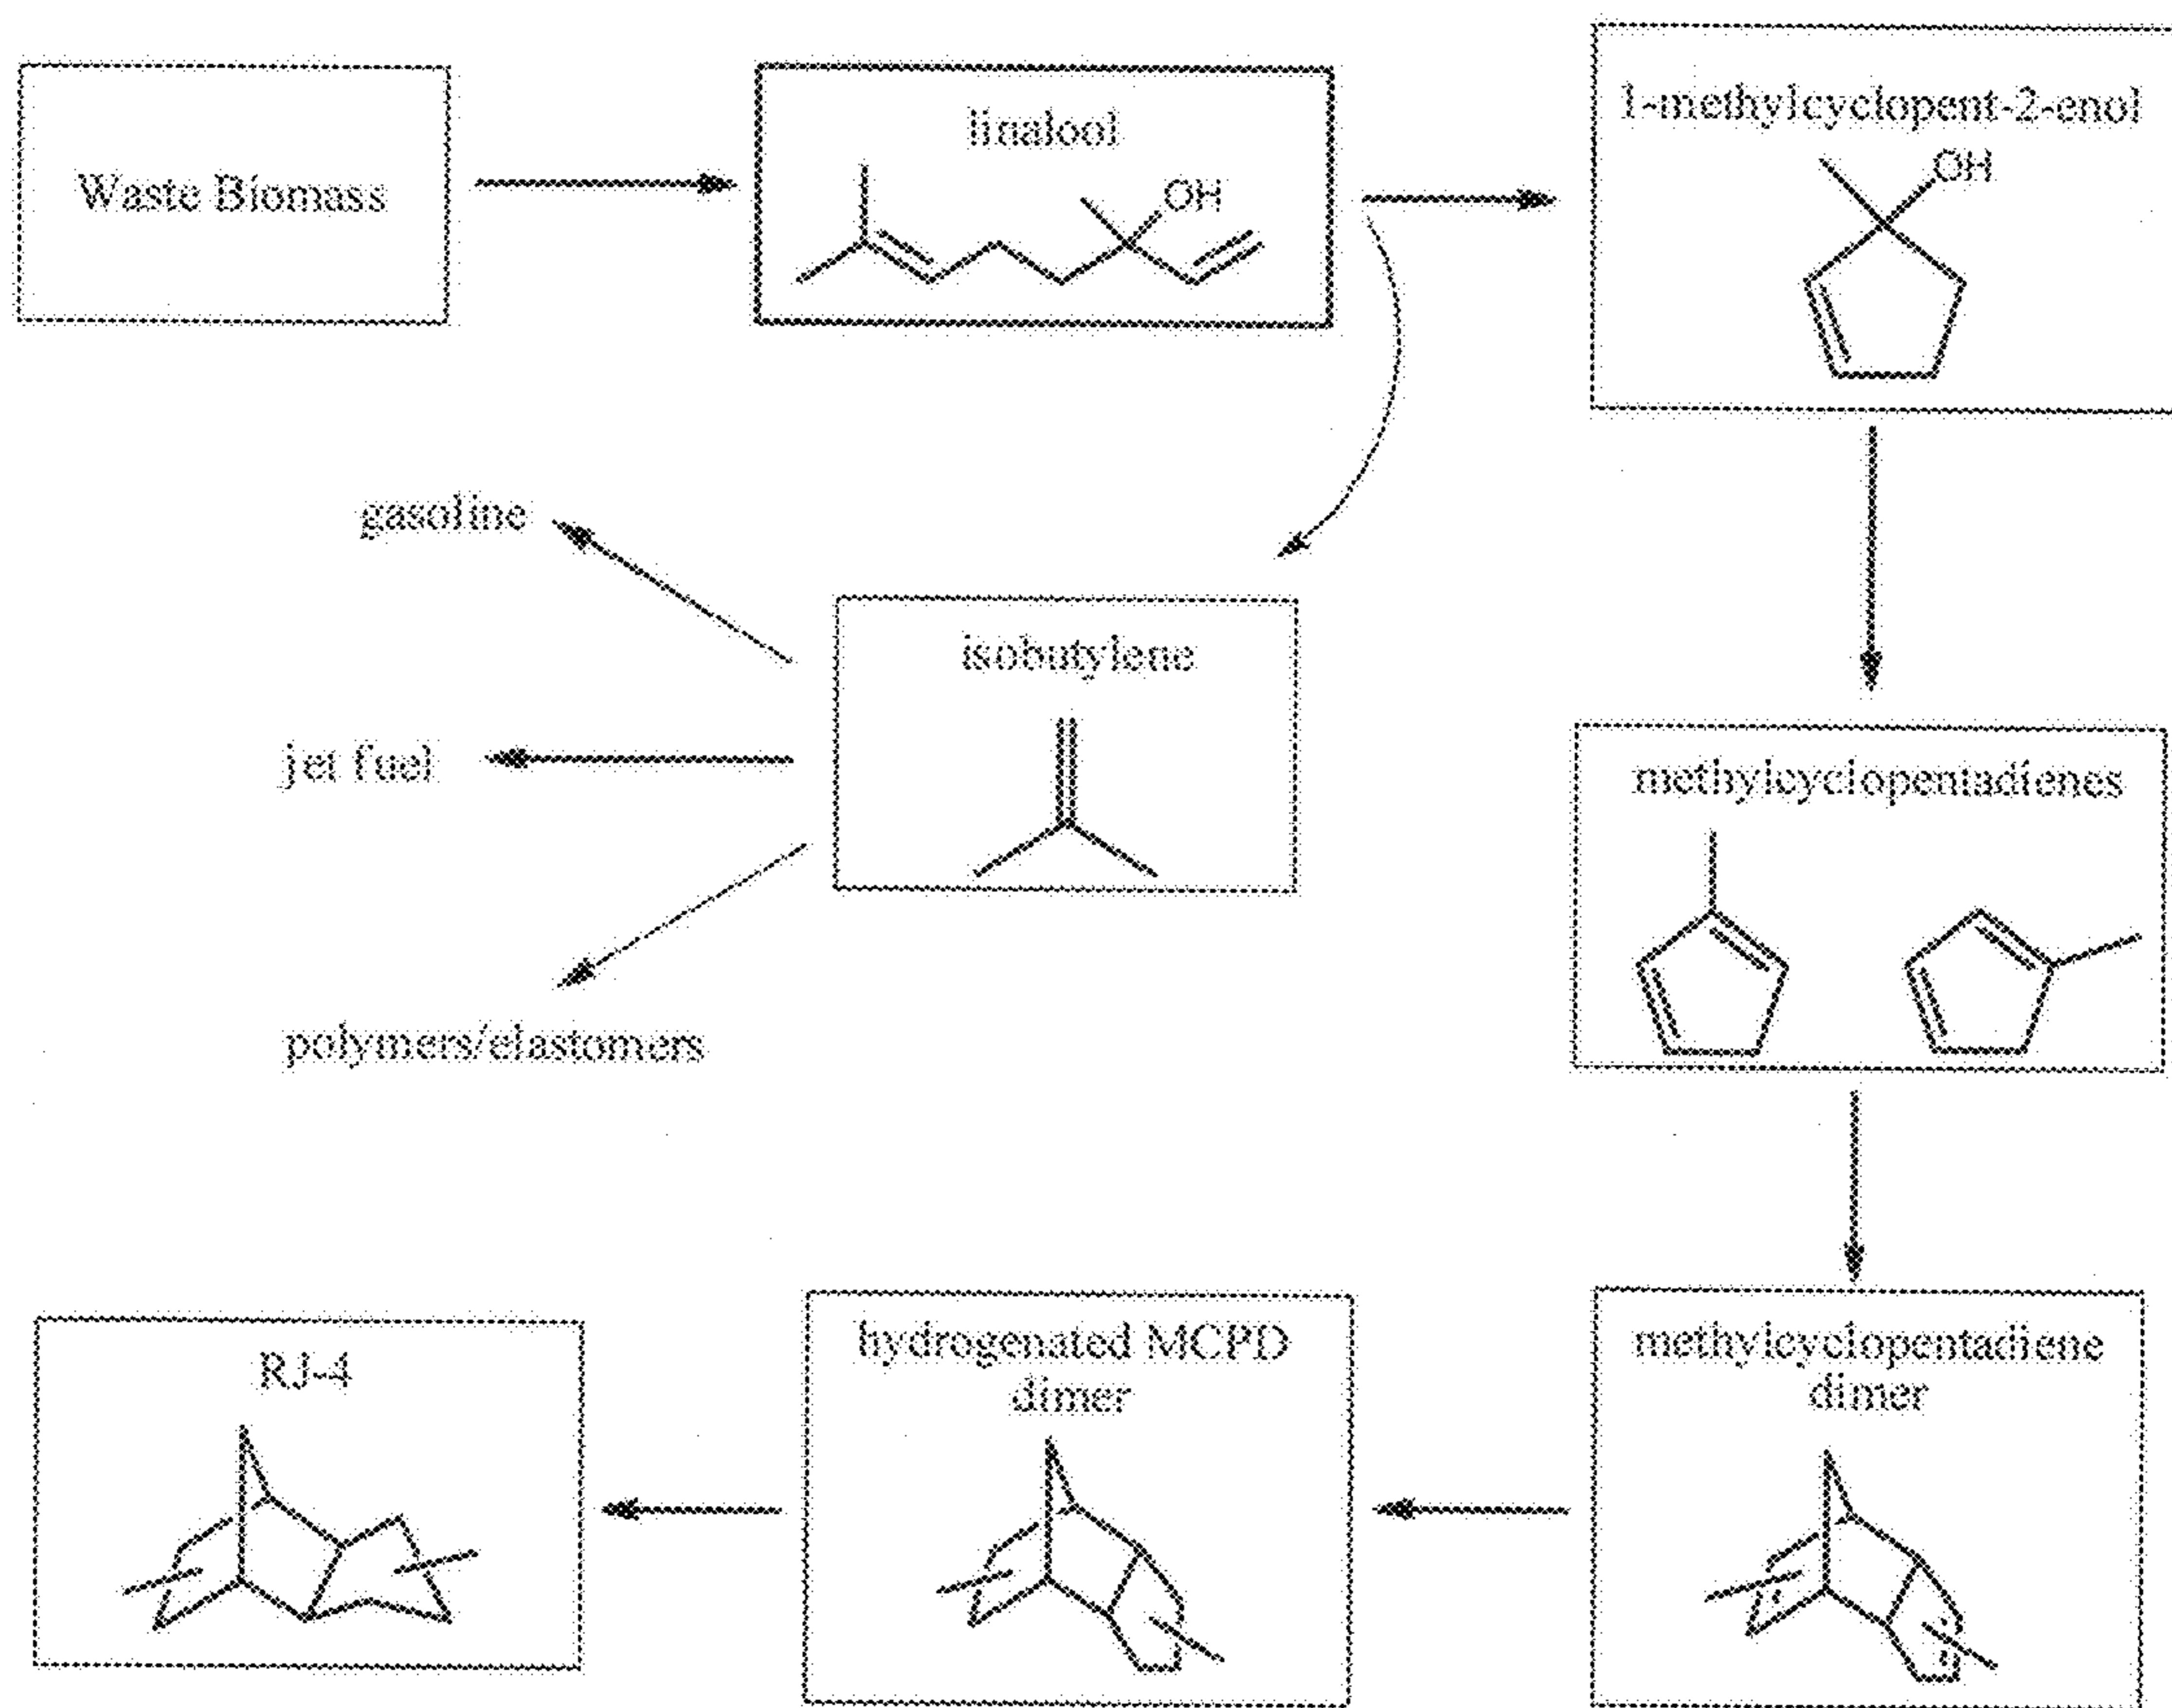 Waste Biomass
linalool
OH
1-methylcyclopent-2-enol
OH
gasoline
jet fuel
polymers/elastomers
isobutylene
methylcyclopentadienes
RJ-4
hydrogenated MCPD
dimer
methylcyclopentadiene
dimer